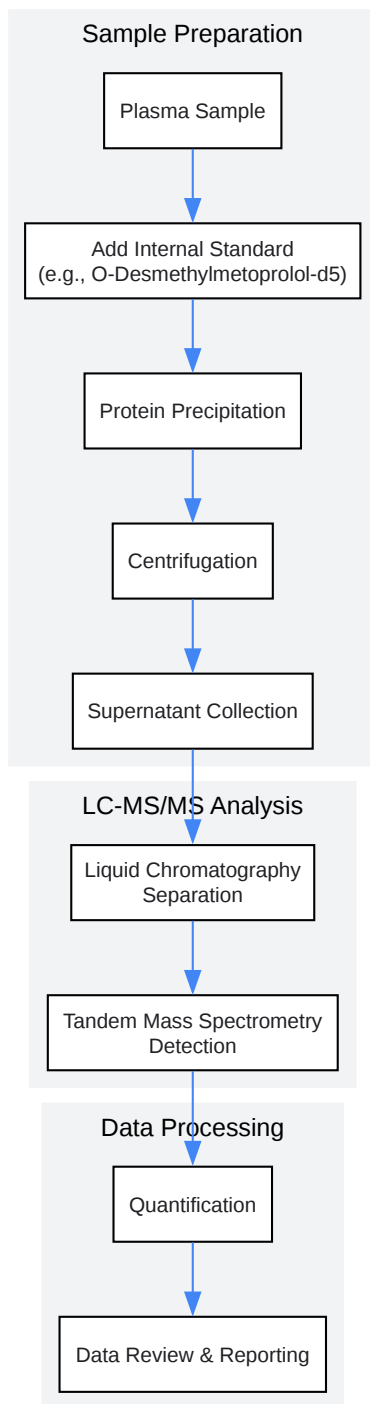 Sample Preparation
Plasma Sample
Add Internal Standard
(e.g., O-Desmethylmetoprolol-d5)
Protein Precipitation
Centrifugation
Supernatant Collection
LC-MS/MS Analysis
Liquid Chromatography
Separation
Tandem Mass Spectrometry
Detection
Data Processing
Quantification
Data Review & Reporting